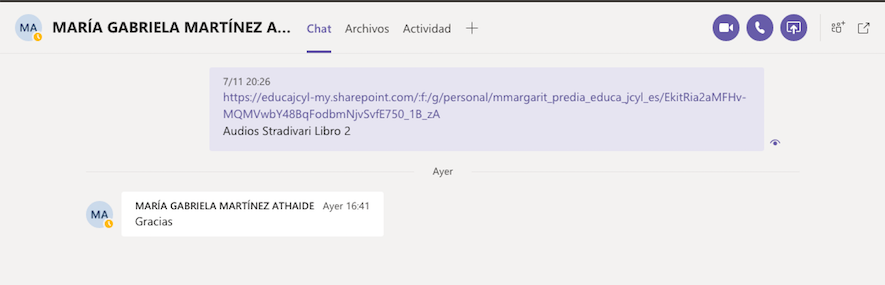 MA MARÍA GABRIELA MARTÍNEZ A... Chat Archivos Actividad
7/11 20:26
https://educajcyl-my.sharepoint.com/:f:/g/personal/mmargarit_predia_educa_jcyl_es/EkitRia2aMFHv-
MQMVwbY48BqFodbmNjvSvfE750_1B_zA
Audios Stradivari Libro 2
Ayer
MA MARÍA GABRIELA MARTÍNEZ ATHAIDE Ayer 16:41
Gracias